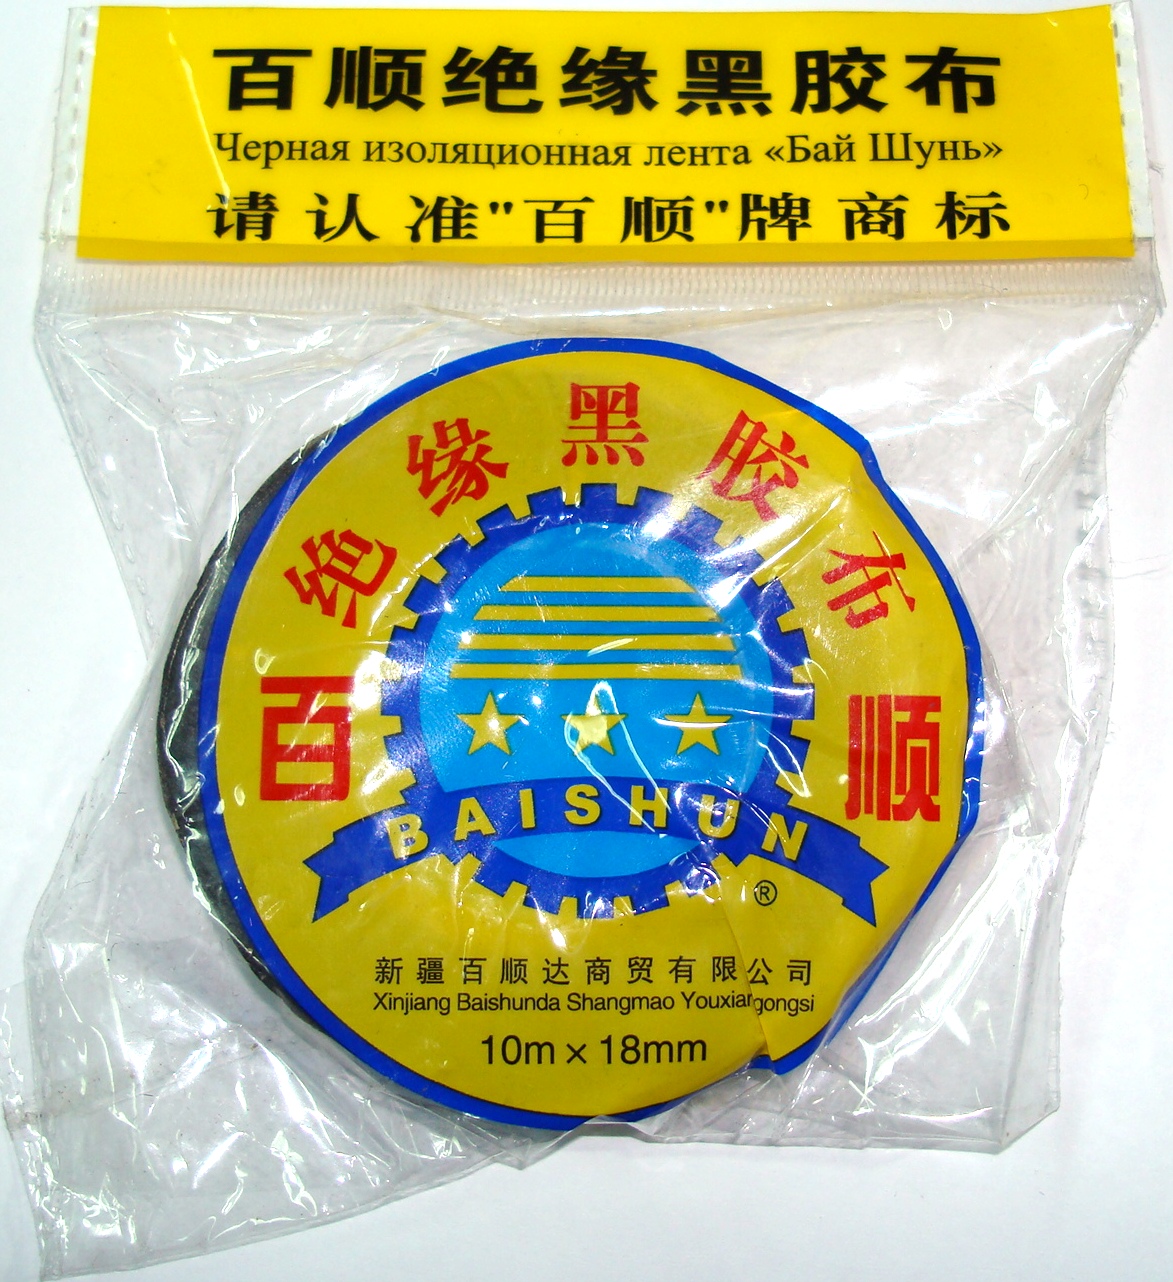 百顺绝缘黑胶布
Черная изоляционная лента «Бай Шунь»
请认准"百顺"牌商标
绝缘黑胶布
百顺
BAISHUN
®
新疆百顺达商贸有限公司
Xinjiang Baishunda Shangmao Youxiangongsi
10m × 18mm